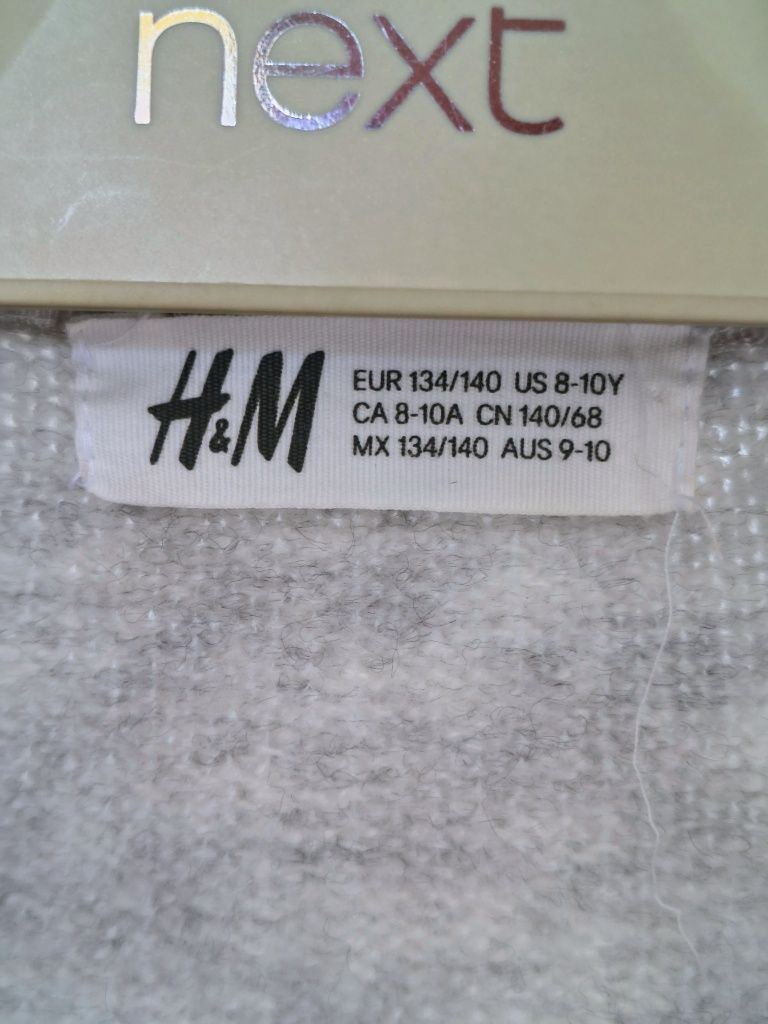 next
H&M
EUR 134/140 US 8-10Y
CA 8-10A CN 140/68
MX 134/140 AUS 9-10